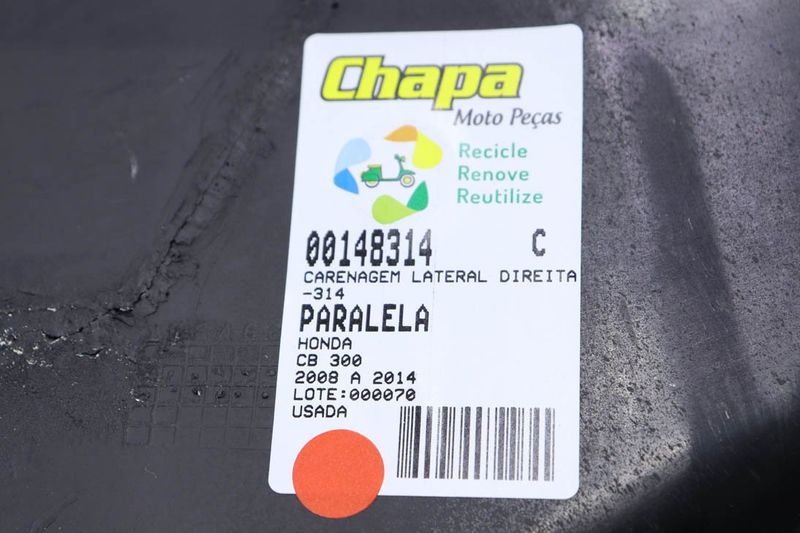 Chapa
Moto Peças
Recicle
Renove
Reutilize
00148314 C
CARENAGEM LATERAL DIREITA
-314
PARALELA
HONDA
CB 300
2008 A 2014
LOTE:000070
USADA